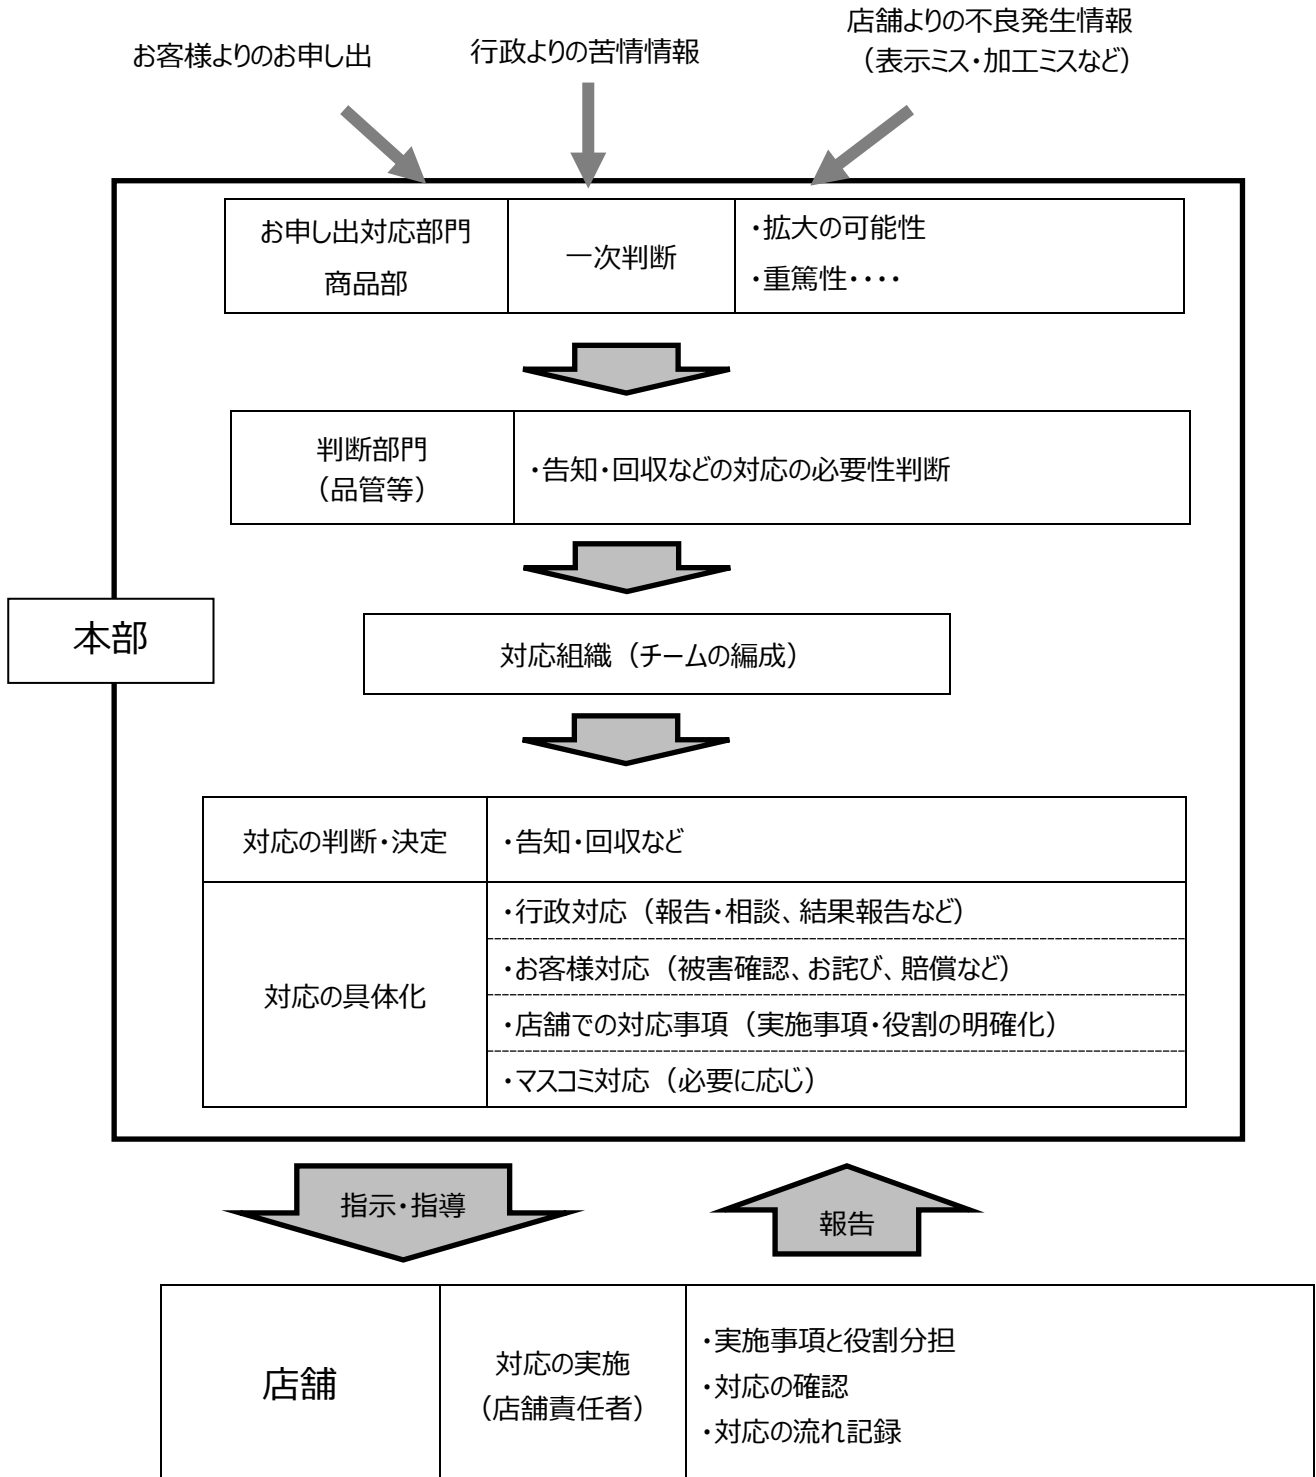 お客様よりのお申し出
行政よりの苦情情報
店舗よりの不良発生情報
（表示ミス・加工ミスなど）
お申し出対応部門
商品部
一次判断
・拡大の可能性
・重篤性・・・・
判断部門
（品管等）
・告知・回収などの対応の必要性判断
本部
対応組織（チームの編成）
対応の判断・決定
・告知・回収など
対応の具体化
・行政対応（報告・相談、結果報告など）
・お客様対応（被害確認、お詫び、賠償など）
・店舗での対応事項（実施事項・役割の明確化）
・マスコミ対応（必要に応じ）
指示・指導
報告
店舗
対応の実施
（店舗責任者）
・実施事項と役割分担
・対応の確認
・対応の流れ記録